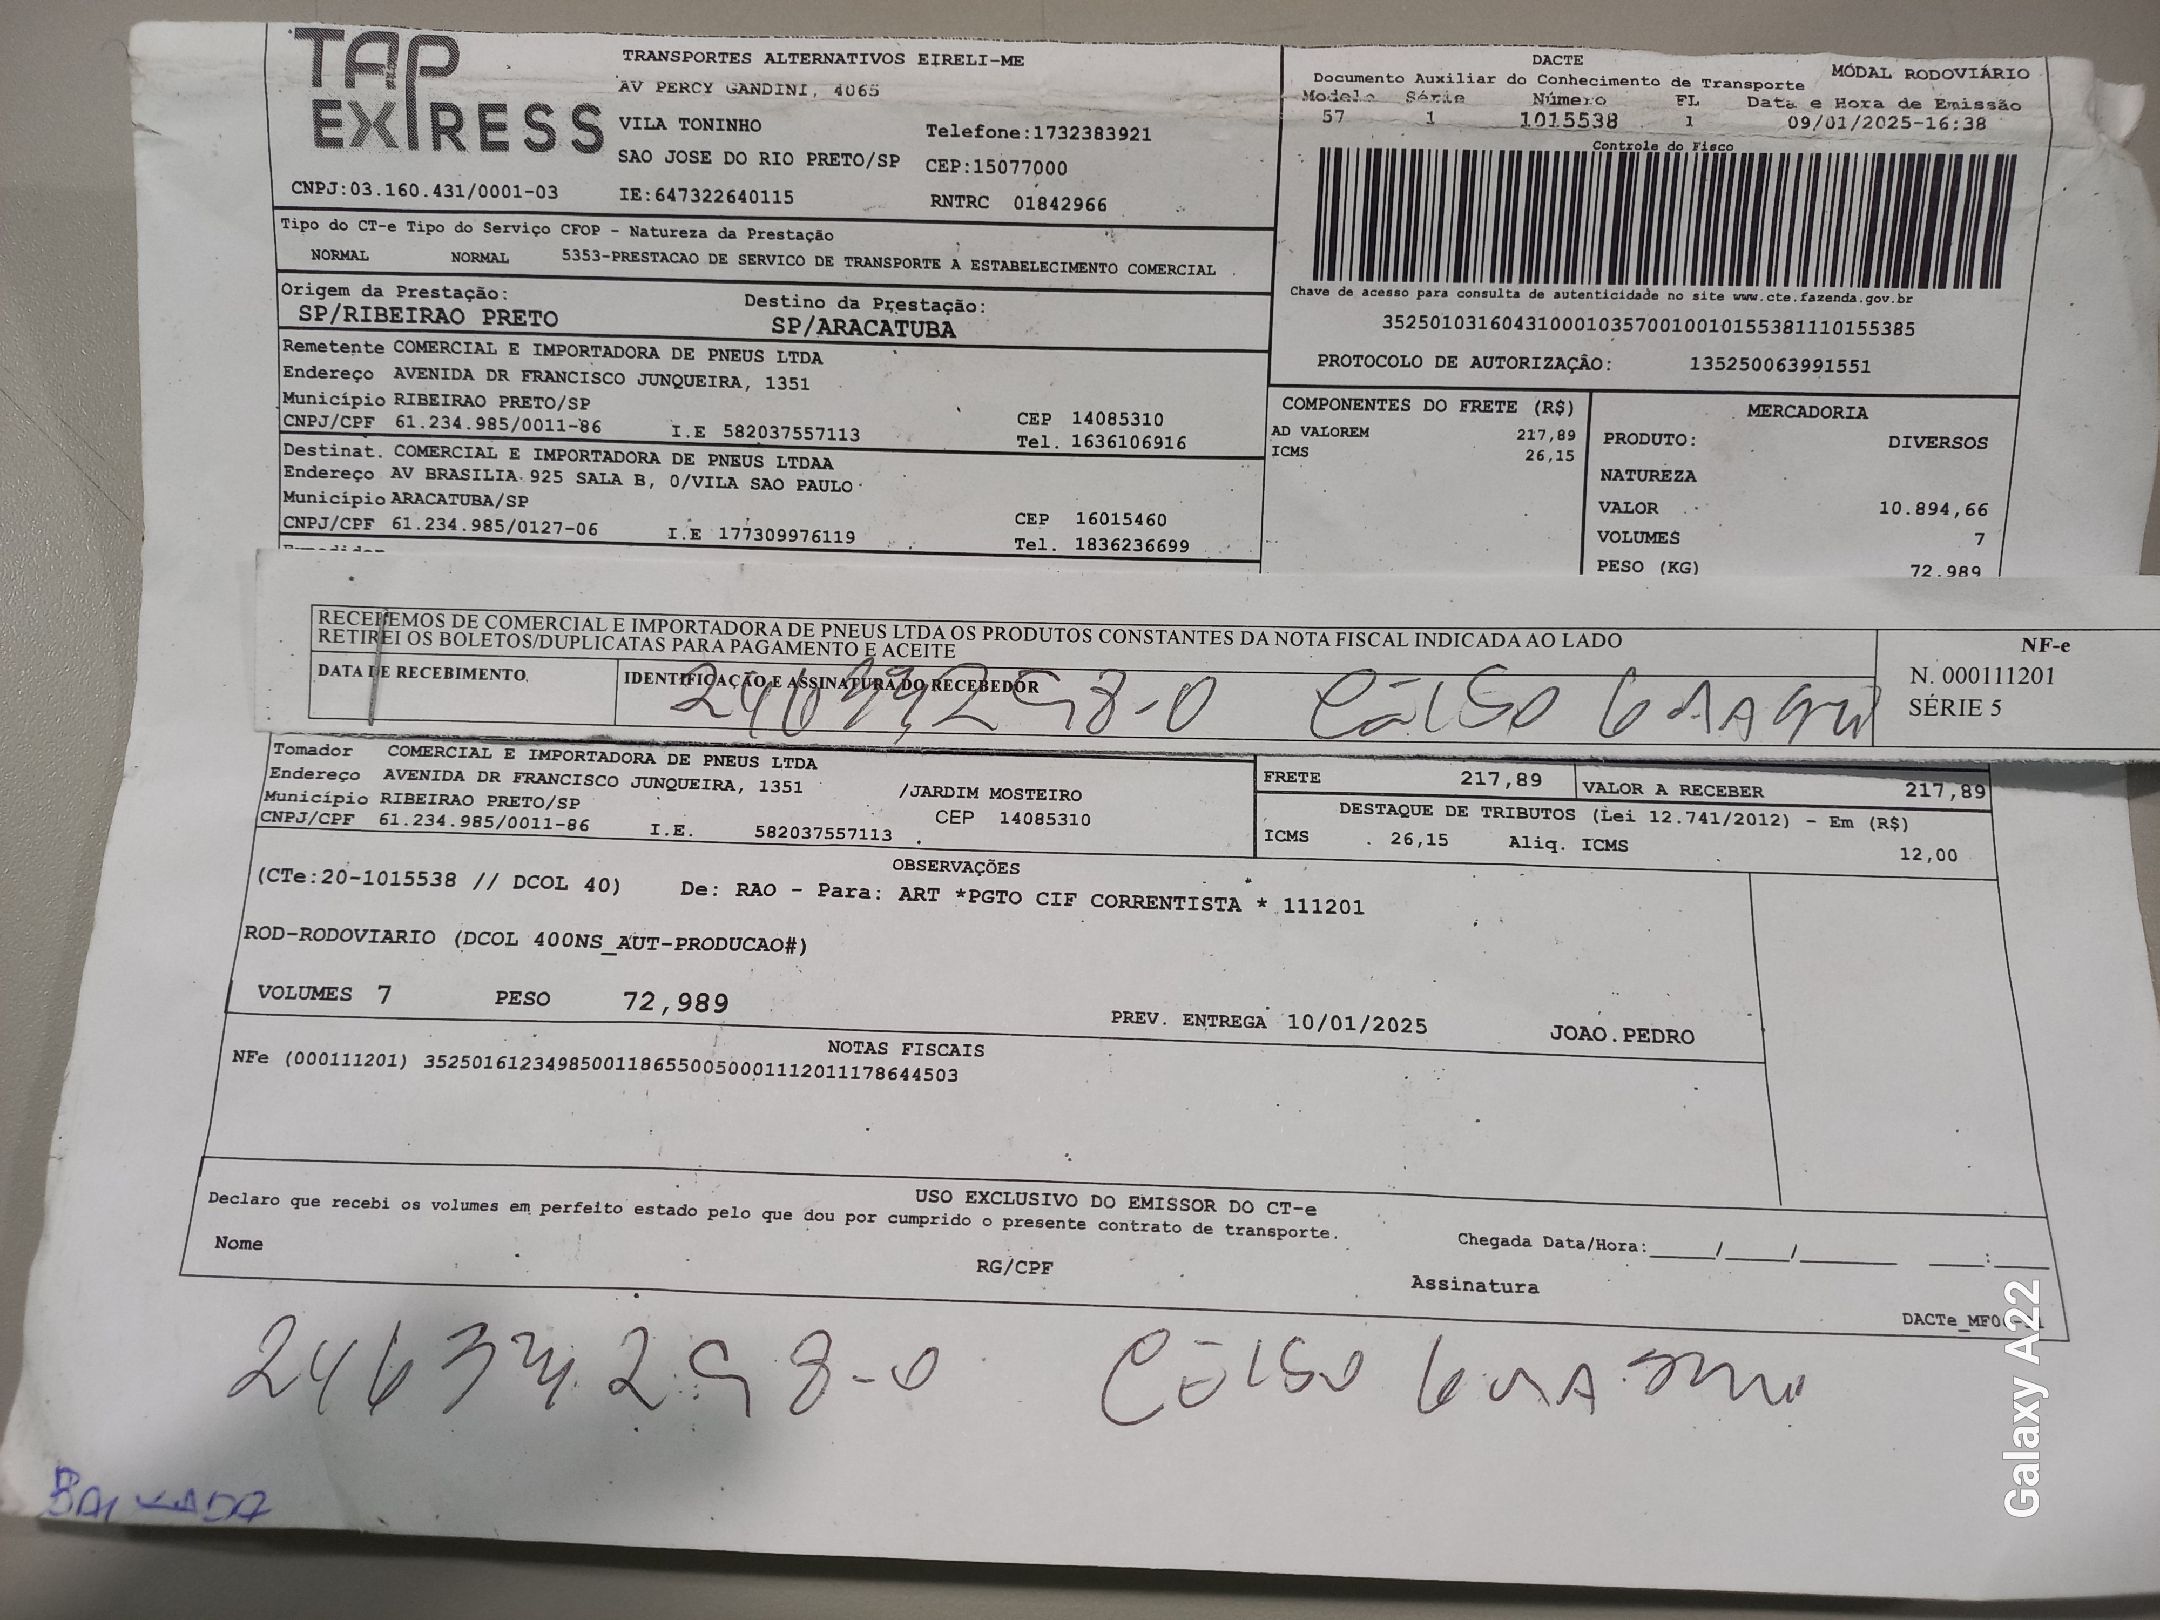 TAP EXPRESS
TRANSPORTES ALTERNATIVOS EIRELI-ME
AV PERCY GANDINI, 4065
VILA TONINHO Telefone:1732383921
SAO JOSE DO RIO PRETO/SP CEP:15077000
CNPJ:03.160.431/0001-03 IE:647322640115 RNTRC 01842966
DACTE MODAL RODOVIÁRIO
Documento Auxiliar do Conhecimento de Transporte
Modelo Série Número FL Data e Hora de Emissão
57 1 1015538 1 09/01/2025-16:38
Controle do Fisco
Chave de acesso para consulta de autenticidade no site www.cte.fazenda.gov.br
35250103160431000103570010010155381110155385
PROTOCOLO DE AUTORIZAÇÃO: 135250063991551
Tipo do CT-e Tipo do Serviço CFOP - Natureza da Prestação
NORMAL NORMAL 5353-PRESTACAO DE SERVICO DE TRANSPORTE A ESTABELECIMENTO COMERCIAL
Origem da Prestação: Destino da Prestação:
SP/RIBEIRAO PRETO SP/ARACATUBA
Remetente COMERCIAL E IMPORTADORA DE PNEUS LTDA
Endereço AVENIDA DR FRANCISCO JUNQUEIRA, 1351
Município RIBEIRAO PRETO/SP CEP 14085310
CNPJ/CPF 61.234.985/0011-86 I.E 582037557113 Tel. 1636106916
Destinat. COMERCIAL E IMPORTADORA DE PNEUS LTDAA
Endereço AV BRASILIA 925 SALA B, 0/VILA SAO PAULO
Município ARACATUBA/SP CEP 16015460
CNPJ/CPF 61.234.985/0127-06 I.E 177309976119 Tel. 1836236699
COMPONENTES DO FRETE (R$)
AD VALOREM 217,89
ICMS 26,15
MERCADORIA
PRODUTO: DIVERSOS
NATUREZA
VALOR 10.894,66
VOLUMES 7
PESO (KG) 72,989
RECEBEMOS DE COMERCIAL E IMPORTADORA DE PNEUS LTDA OS PRODUTOS CONSTANTES DA NOTA FISCAL INDICADA AO LADO
RETIREI OS BOLETOS/DUPLICATAS PARA PAGAMENTO E ACEITE
DATA DE RECEBIMENTO IDENTIFICAÇÃO E ASSINATURA DO RECEBEDOR
NF-e
N. 000111201
SÉRIE 5
Tomador COMERCIAL E IMPORTADORA DE PNEUS LTDA
Endereço AVENIDA DR FRANCISCO JUNQUEIRA, 1351 /JARDIM MOSTEIRO
Município RIBEIRAO PRETO/SP CEP 14085310
CNPJ/CPF 61.234.985/0011-86 I.E. 582037557113
FRETE 217,89 VALOR A RECEBER 217,89
DESTAQUE DE TRIBUTOS (Lei 12.741/2012) - Em (R$)
ICMS 26,15 Aliq. ICMS 12,00
OBSERVAÇÕES
(CTe:20-1015538 // DCOL 40) De: RAO - Para: ART *PGTO CIF CORRENTISTA * 111201
ROD-RODOVIARIO (DCOL 400NS_AUT-PRODUCAO#)
VOLUMES 7 PESO 72,989
PREV. ENTREGA 10/01/2025 JOAO.PEDRO
NOTAS FISCAIS
NFe (000111201) 35250161234985001186550050001112011178644503
USO EXCLUSIVO DO EMISSOR DO CT-e
Declaro que recebi os volumes em perfeito estado pelo que dou por cumprido o presente contrato de transporte.
Nome RG/CPF Assinatura Chegada Data/Hora:____/____/______ ____:____
Celso
BAIXADA
Galaxy A22